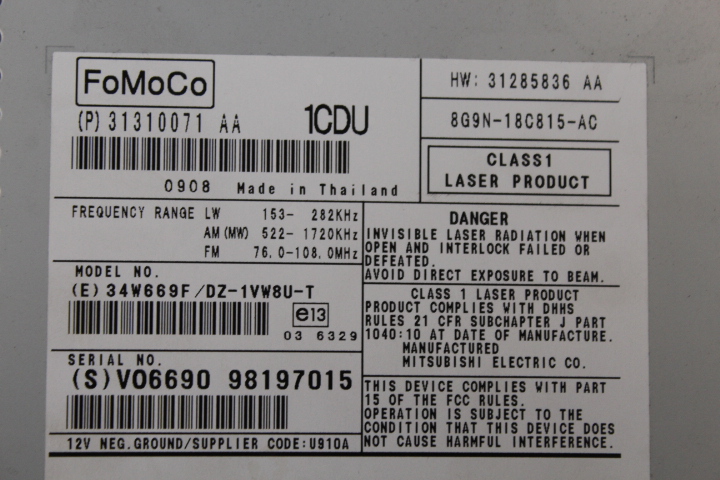 FoMoCo
(P) 31310071 AA 1CDU
0908 Made in Thailand
HW: 31285836 AA
8G9N-18C815-AC
CLASS1
LASER PRODUCT
FREQUENCY RANGE LW 153- 282KHz
AM (MW) 522- 1720KHz
FM 76.0-108.0MHz
MODEL NO.
(E) 34W669F/DZ-1VW8U-T
e13
03 6329
SERIAL NO.
(S) VO6690 98197015
12V NEG.GROUND/SUPPLIER CODE:U910A
DANGER
INVISIBLE LASER RADIATION WHEN
OPEN AND INTERLOCK FAILED OR
DEFEATED.
AVOID DIRECT EXPOSURE TO BEAM.
CLASS 1 LASER PRODUCT
PRODUCT COMPLIES WITH DHHS
RULES 21 CFR SUBCHAPTER J PART
1040:10 AT DATE OF MANUFACTURE.
MANUFACTURED
MITSUBISHI ELECTRIC CO.
THIS DEVICE COMPLIES WITH PART
15 OF THE FCC RULES.
OPERATION IS SUBJECT TO THE
CONDITION THAT THIS DEVICE DOES
NOT CAUSE HARMFUL INTERFERENCE.